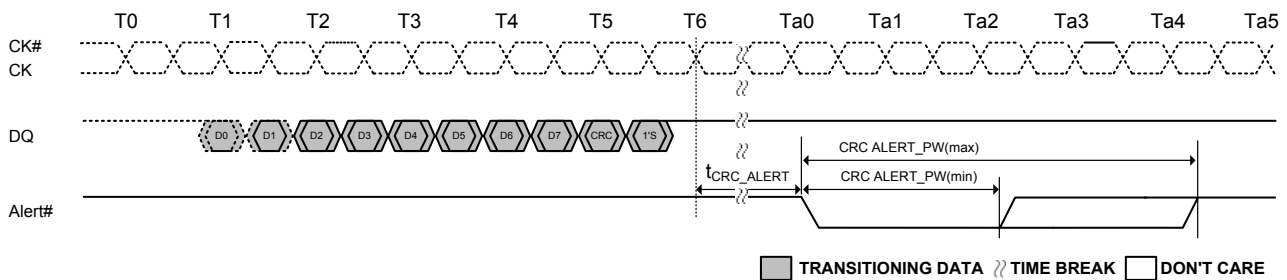 T0 T1 T2 T3 T4 T5 T6 Ta0 Ta1 Ta2 Ta3 Ta4 Ta5
CK#
CK
DQ D0 D1 D2 D3 D4 D5 D6 D7 CRC 1'S
CRC ALERT_PW(max)
tCRC_ALERT CRC ALERT_PW(min)
Alert#
TRANSITIONING DATA TIME BREAK DON'T CARE